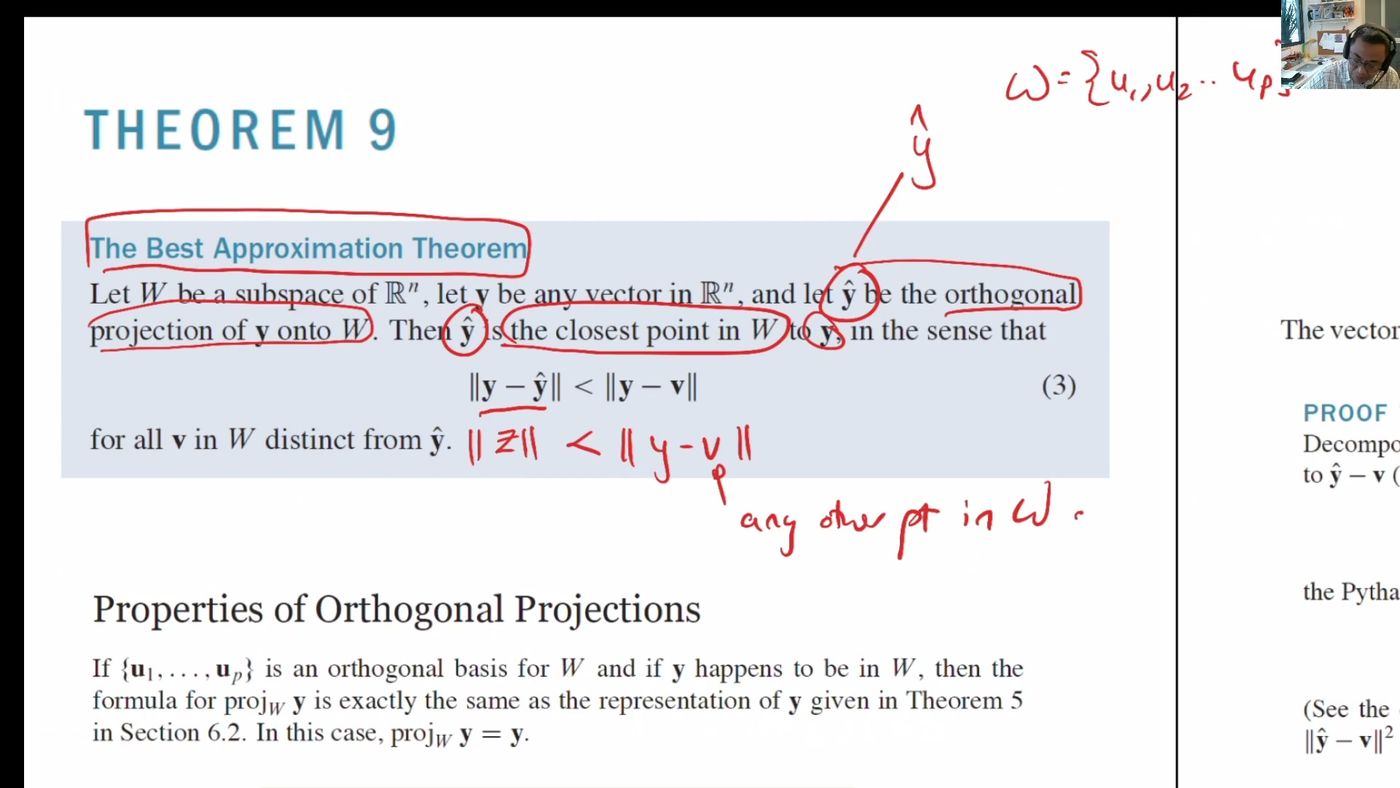 W = {u₁, u₂ .. uₚ}
ŷ
THEOREM 9
The Best Approximation Theorem
Let W be a subspace of ℝⁿ, let y be any vector in ℝⁿ, and let ŷ be the orthogonal
projection of y onto W. Then ŷ is the closest point in W to y, in the sense that
‖y − ŷ‖ < ‖y − v‖ (3)
for all v in W distinct from ŷ.
‖z‖ < ‖y − v‖
any other pt in W.
Properties of Orthogonal Projections
If {u₁, . . . , uₚ} is an orthogonal basis for W and if y happens to be in W, then the
formula for proj_W y is exactly the same as the representation of y given in Theorem 5
in Section 6.2. In this case, proj_W y = y.
The vector
PROOF
Decompo
to ŷ − v (
the Pytha
(See the
‖ŷ − v‖²